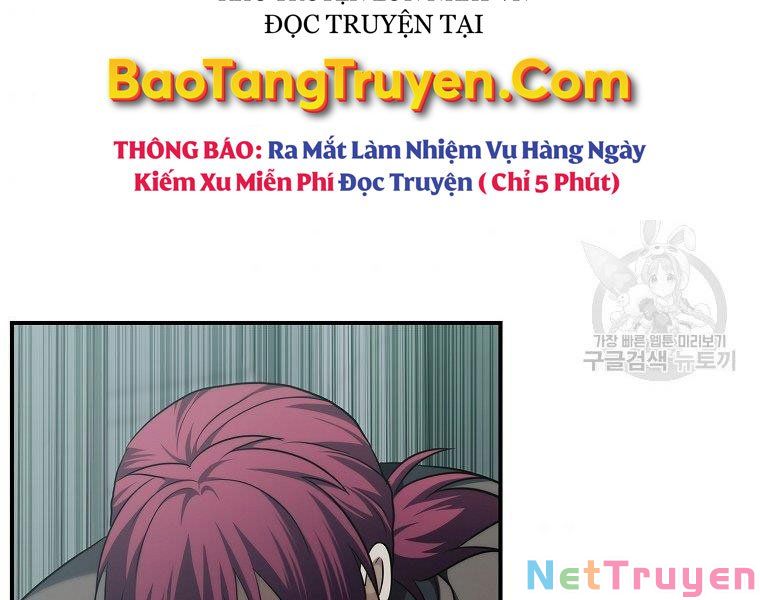 ĐỌC TRUYỆN TẠI
BaoTangTruyen.Com
THÔNG BÁO: Ra Mắt Làm Nhiệm Vụ Hàng Ngày
Kiếm Xu Miễn Phí Đọc Truyện ( Chỉ 5 Phút)
가장 빠른 웹툰 미리보기
구글검색 뉴토끼
NetTruyen